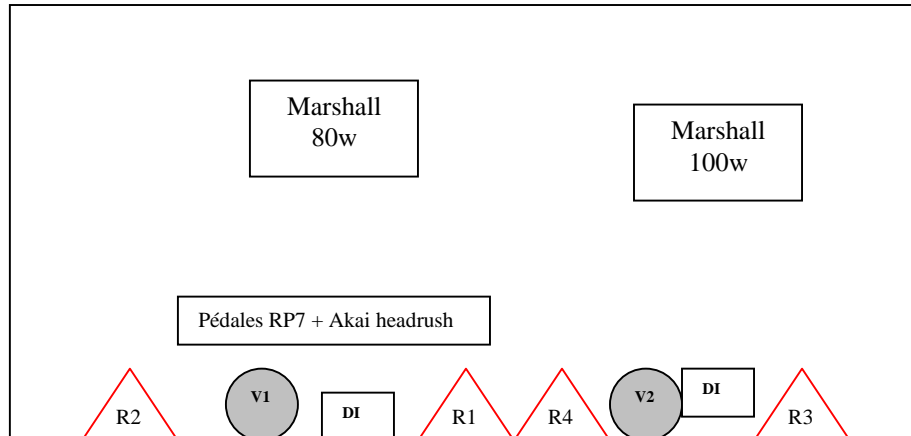 Marshall
80w
Marshall
100w
Pédales RP7 + Akai headrush
R2
V1
DI
R1
R4
V2
DI
R3